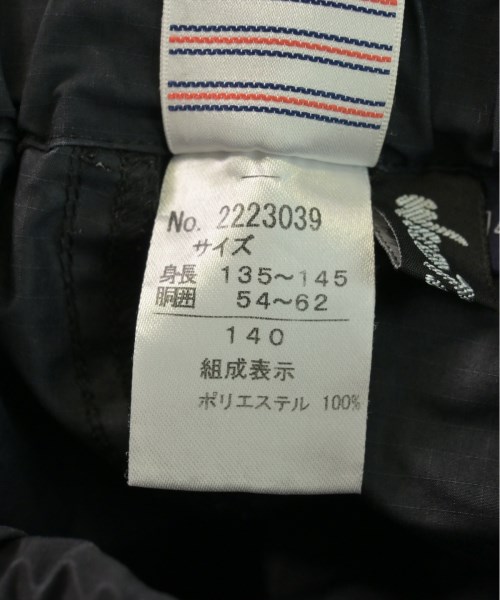 No. 2223039
サイズ
身長 135～145
胴囲 54～62
140
組成表示
ポリエステル 100%